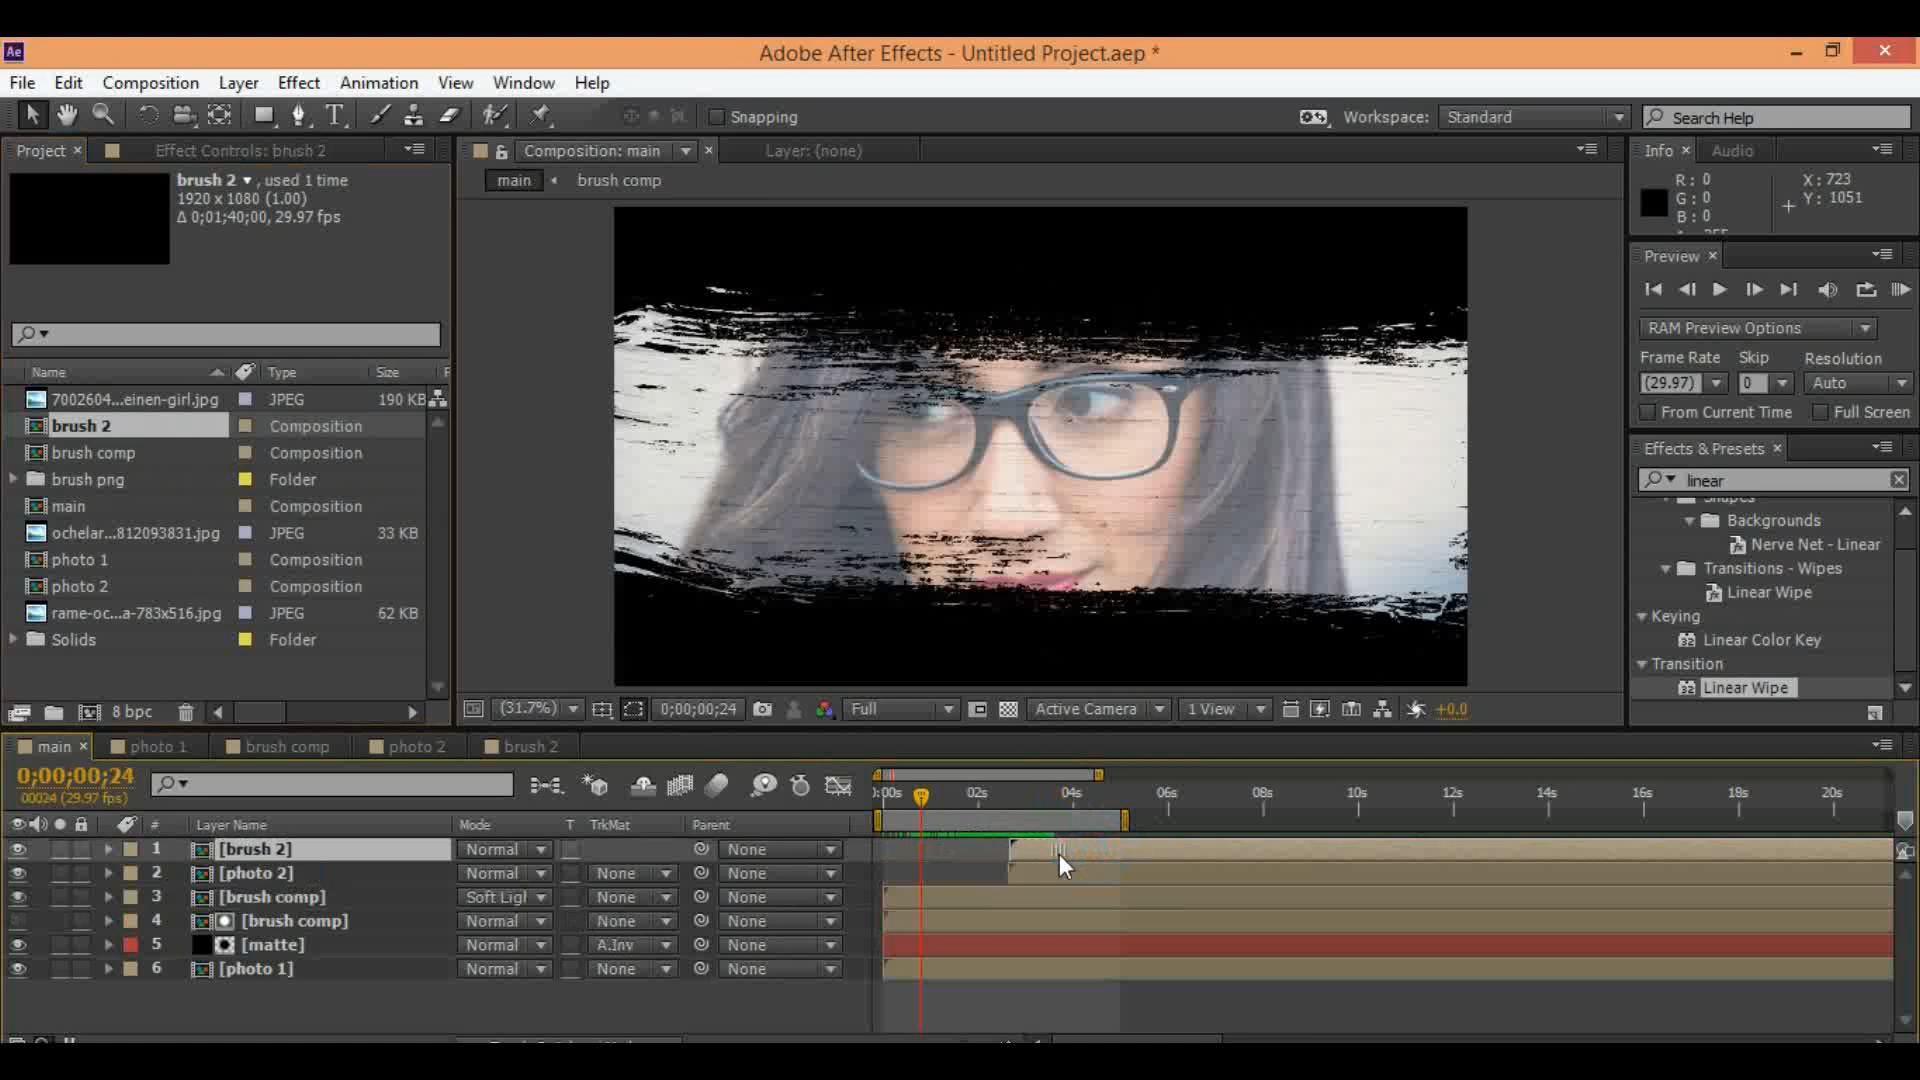 Ae
Adobe After Effects - Untitled Project.aep *
File Edit Composition Layer Effect Animation View Window Help
Snapping
Workspace: Standard
Search Help
Project × Effect Controls: brush 2
Composition: main × Layer: (none)
Info × Audio
main brush comp
brush 2 , used 1 time
1920 x 1080 (1.00)
Δ 0;01;40;00, 29.97 fps
R: 0 X: 723
G: 0 Y: 1051
B: 0
Preview ×
RAM Preview Options
Frame Rate Skip Resolution
(29.97) 0 Auto
From Current Time Full Screen
Effects & Presets ×
linear
Backgrounds
Nerve Net - Linear
Transitions - Wipes
Linear Wipe
Keying
Linear Color Key
Transition
Linear Wipe
Name Type Size F
7002604...einen-girl.jpg JPEG 190 KB
brush 2 Composition
brush comp Composition
brush png Folder
main Composition
ochelar...812093831.jpg JPEG 33 KB
photo 1 Composition
photo 2 Composition
rame-oc...a-783x516.jpg JPEG 62 KB
Solids Folder
8 bpc
(31.7%) 0;00;00;24 Full Active Camera 1 View +0.0
main × photo 1 brush comp photo 2 brush 2
0;00;00;24
00024 (29.97 fps)
):00s 02s 04s 06s 08s 10s 12s 14s 16s 18s 20s
# Layer Name Mode T TrkMat Parent
1 [brush 2] Normal None
2 [photo 2] Normal None None
3 [brush comp] Soft Ligl None None
4 [brush comp] Normal None None
5 [matte] Normal A.Inv None
6 [photo 1] Normal None None